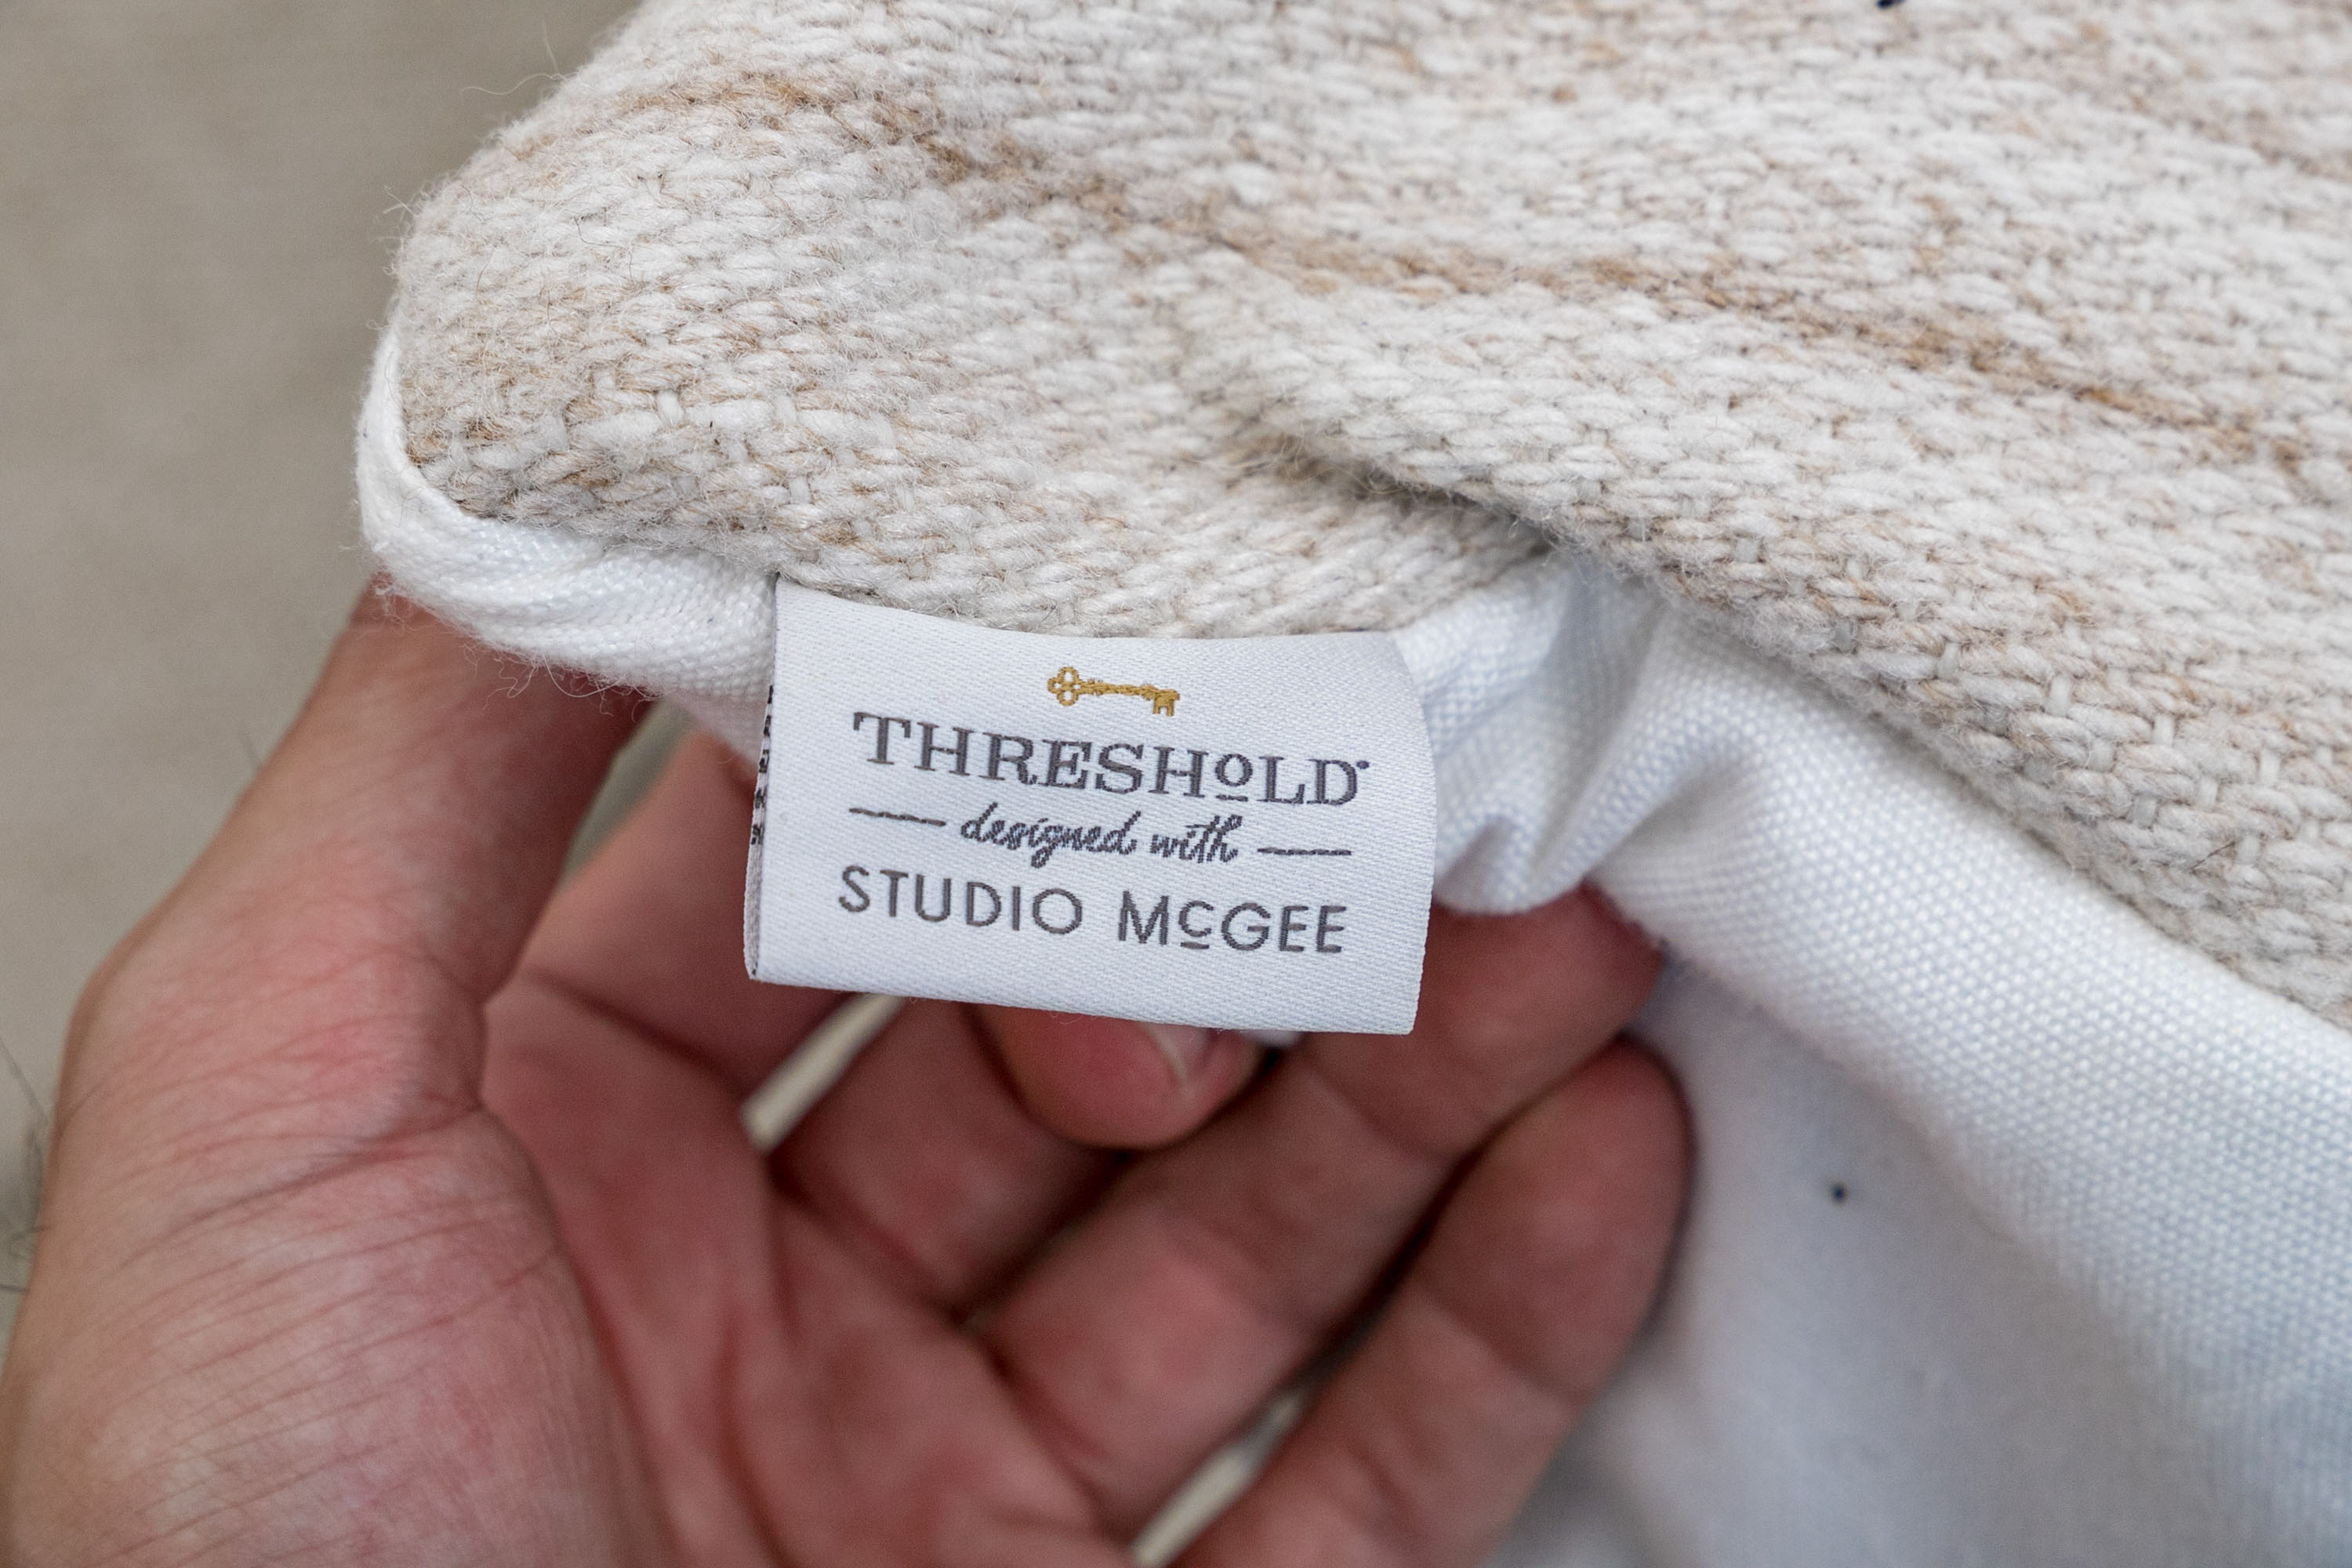 THRESHOLD
designed with
STUDIO McGEE